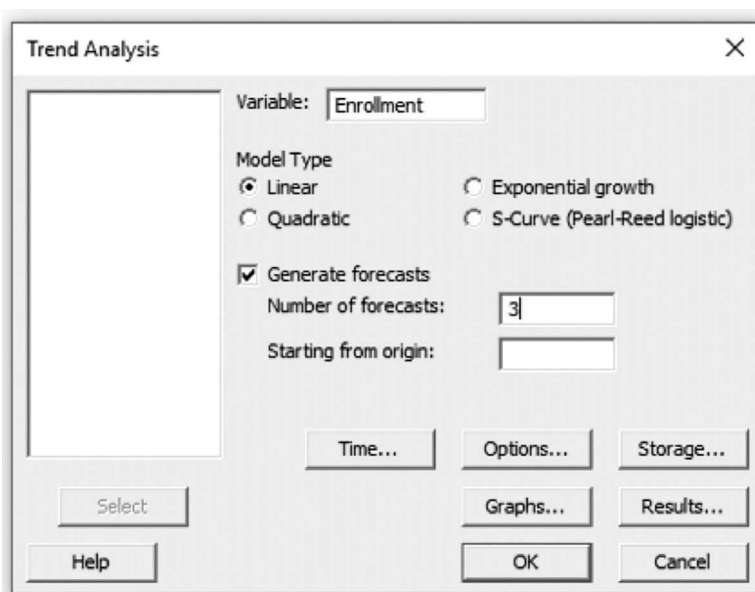 Trend Analysis
Variable: Enrollment
Model Type
Linear Exponential growth
Quadratic S-Curve (Pearl-Reed logistic)
Generate forecasts
Number of forecasts: 3
Starting from origin:
Time... Options... Storage...
Select Graphs... Results...
Help OK Cancel